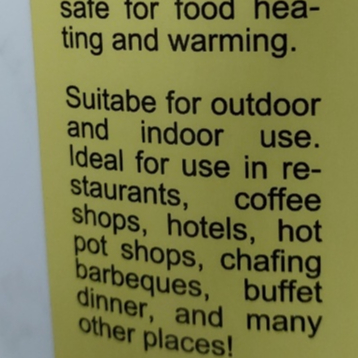 safe for food hea-
ting and warming.
Suitabe for outdoor
and indoor use.
Ideal for use in re-
staurants, coffee
shops, hotels, hot
pot shops, chafing
barbeques, buffet
dinner, and many
other places!